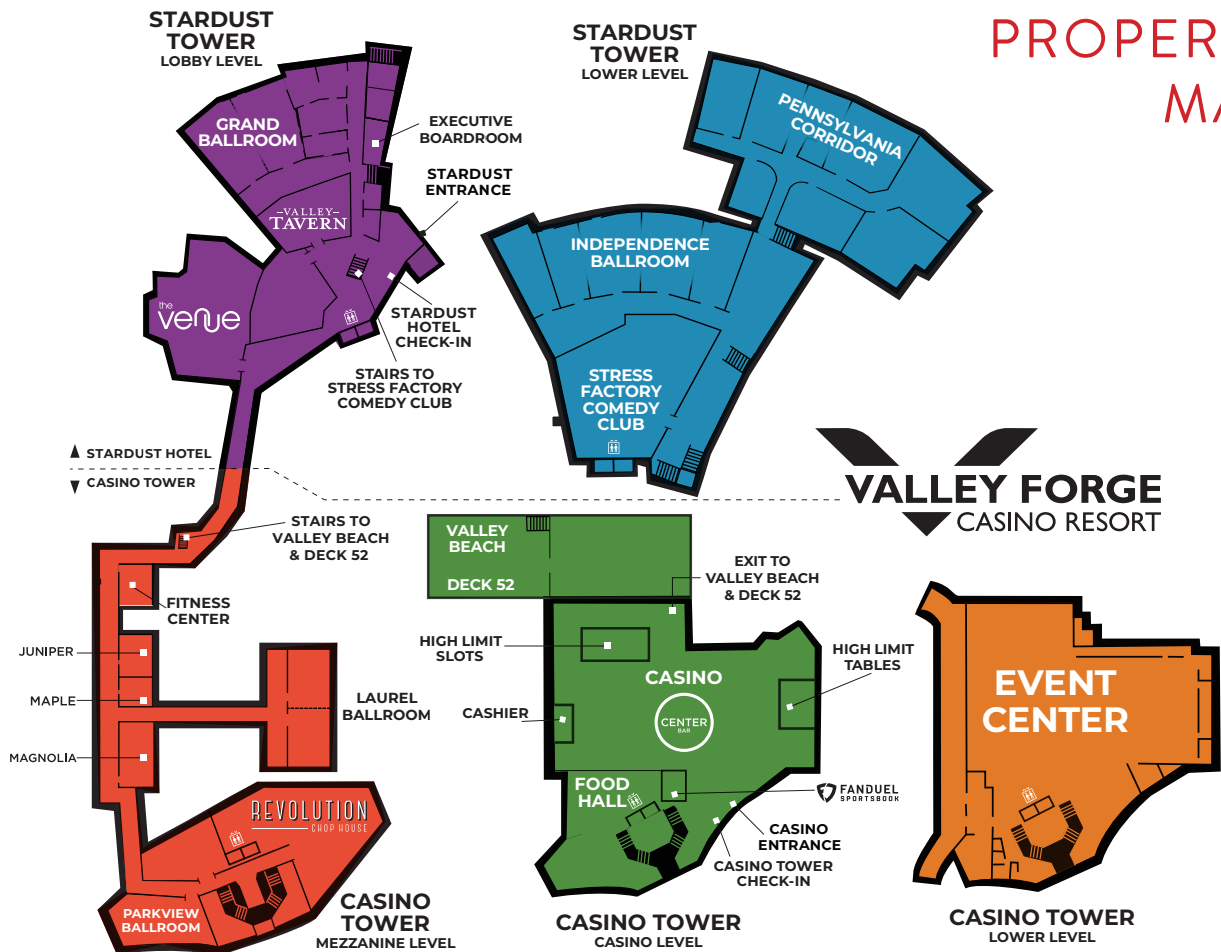 PROPER
MA
STARDUST
TOWER
LOBBY LEVEL
GRAND
BALLROOM
EXECUTIVE
BOARDROOM
STARDUST
ENTRANCE
–VALLEY–
TAVERN
the
venue
STARDUST
HOTEL
CHECK-IN
STAIRS TO
STRESS FACTORY
COMEDY CLUB
STARDUST
TOWER
LOWER LEVEL
PENNSYLVANIA
CORRIDOR
INDEPENDENCE
BALLROOM
STRESS
FACTORY
COMEDY
CLUB
▲ STARDUST HOTEL
▼ CASINO TOWER
VALLEY FORGE
CASINO RESORT
STAIRS TO
VALLEY BEACH
& DECK 52
FITNESS
CENTER
JUNIPER
MAPLE
MAGNOLIA
LAUREL
BALLROOM
REVOLUTION
CHOP HOUSE
PARKVIEW
BALLROOM
CASINO
TOWER
MEZZANINE LEVEL
VALLEY
BEACH
DECK 52
EXIT TO
VALLEY BEACH
& DECK 52
HIGH LIMIT
SLOTS
HIGH LIMIT
TABLES
CASINO
CASHIER
CENTER
BAR
FOOD
HALL
FANDUEL
SPORTSBOOK
CASINO
ENTRANCE
CASINO TOWER
CHECK-IN
CASINO TOWER
CASINO LEVEL
EVENT
CENTER
CASINO TOWER
LOWER LEVEL